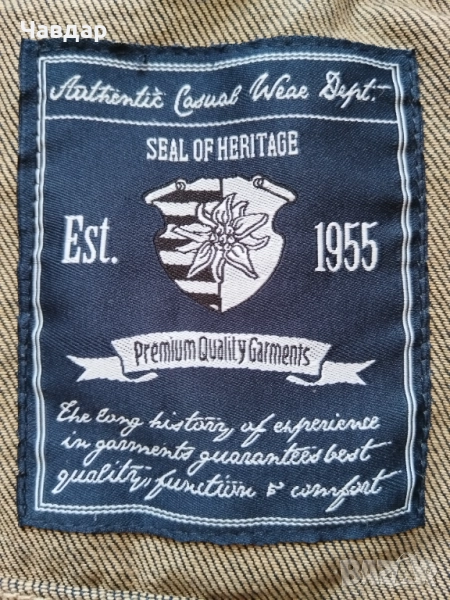 Чавдар
Authentic Casual Wear Dept.
SEAL OF HERITAGE
Est. 1955
Premium Quality Garments
The long history of experience
in garments guarantees best
quality, function & comfort